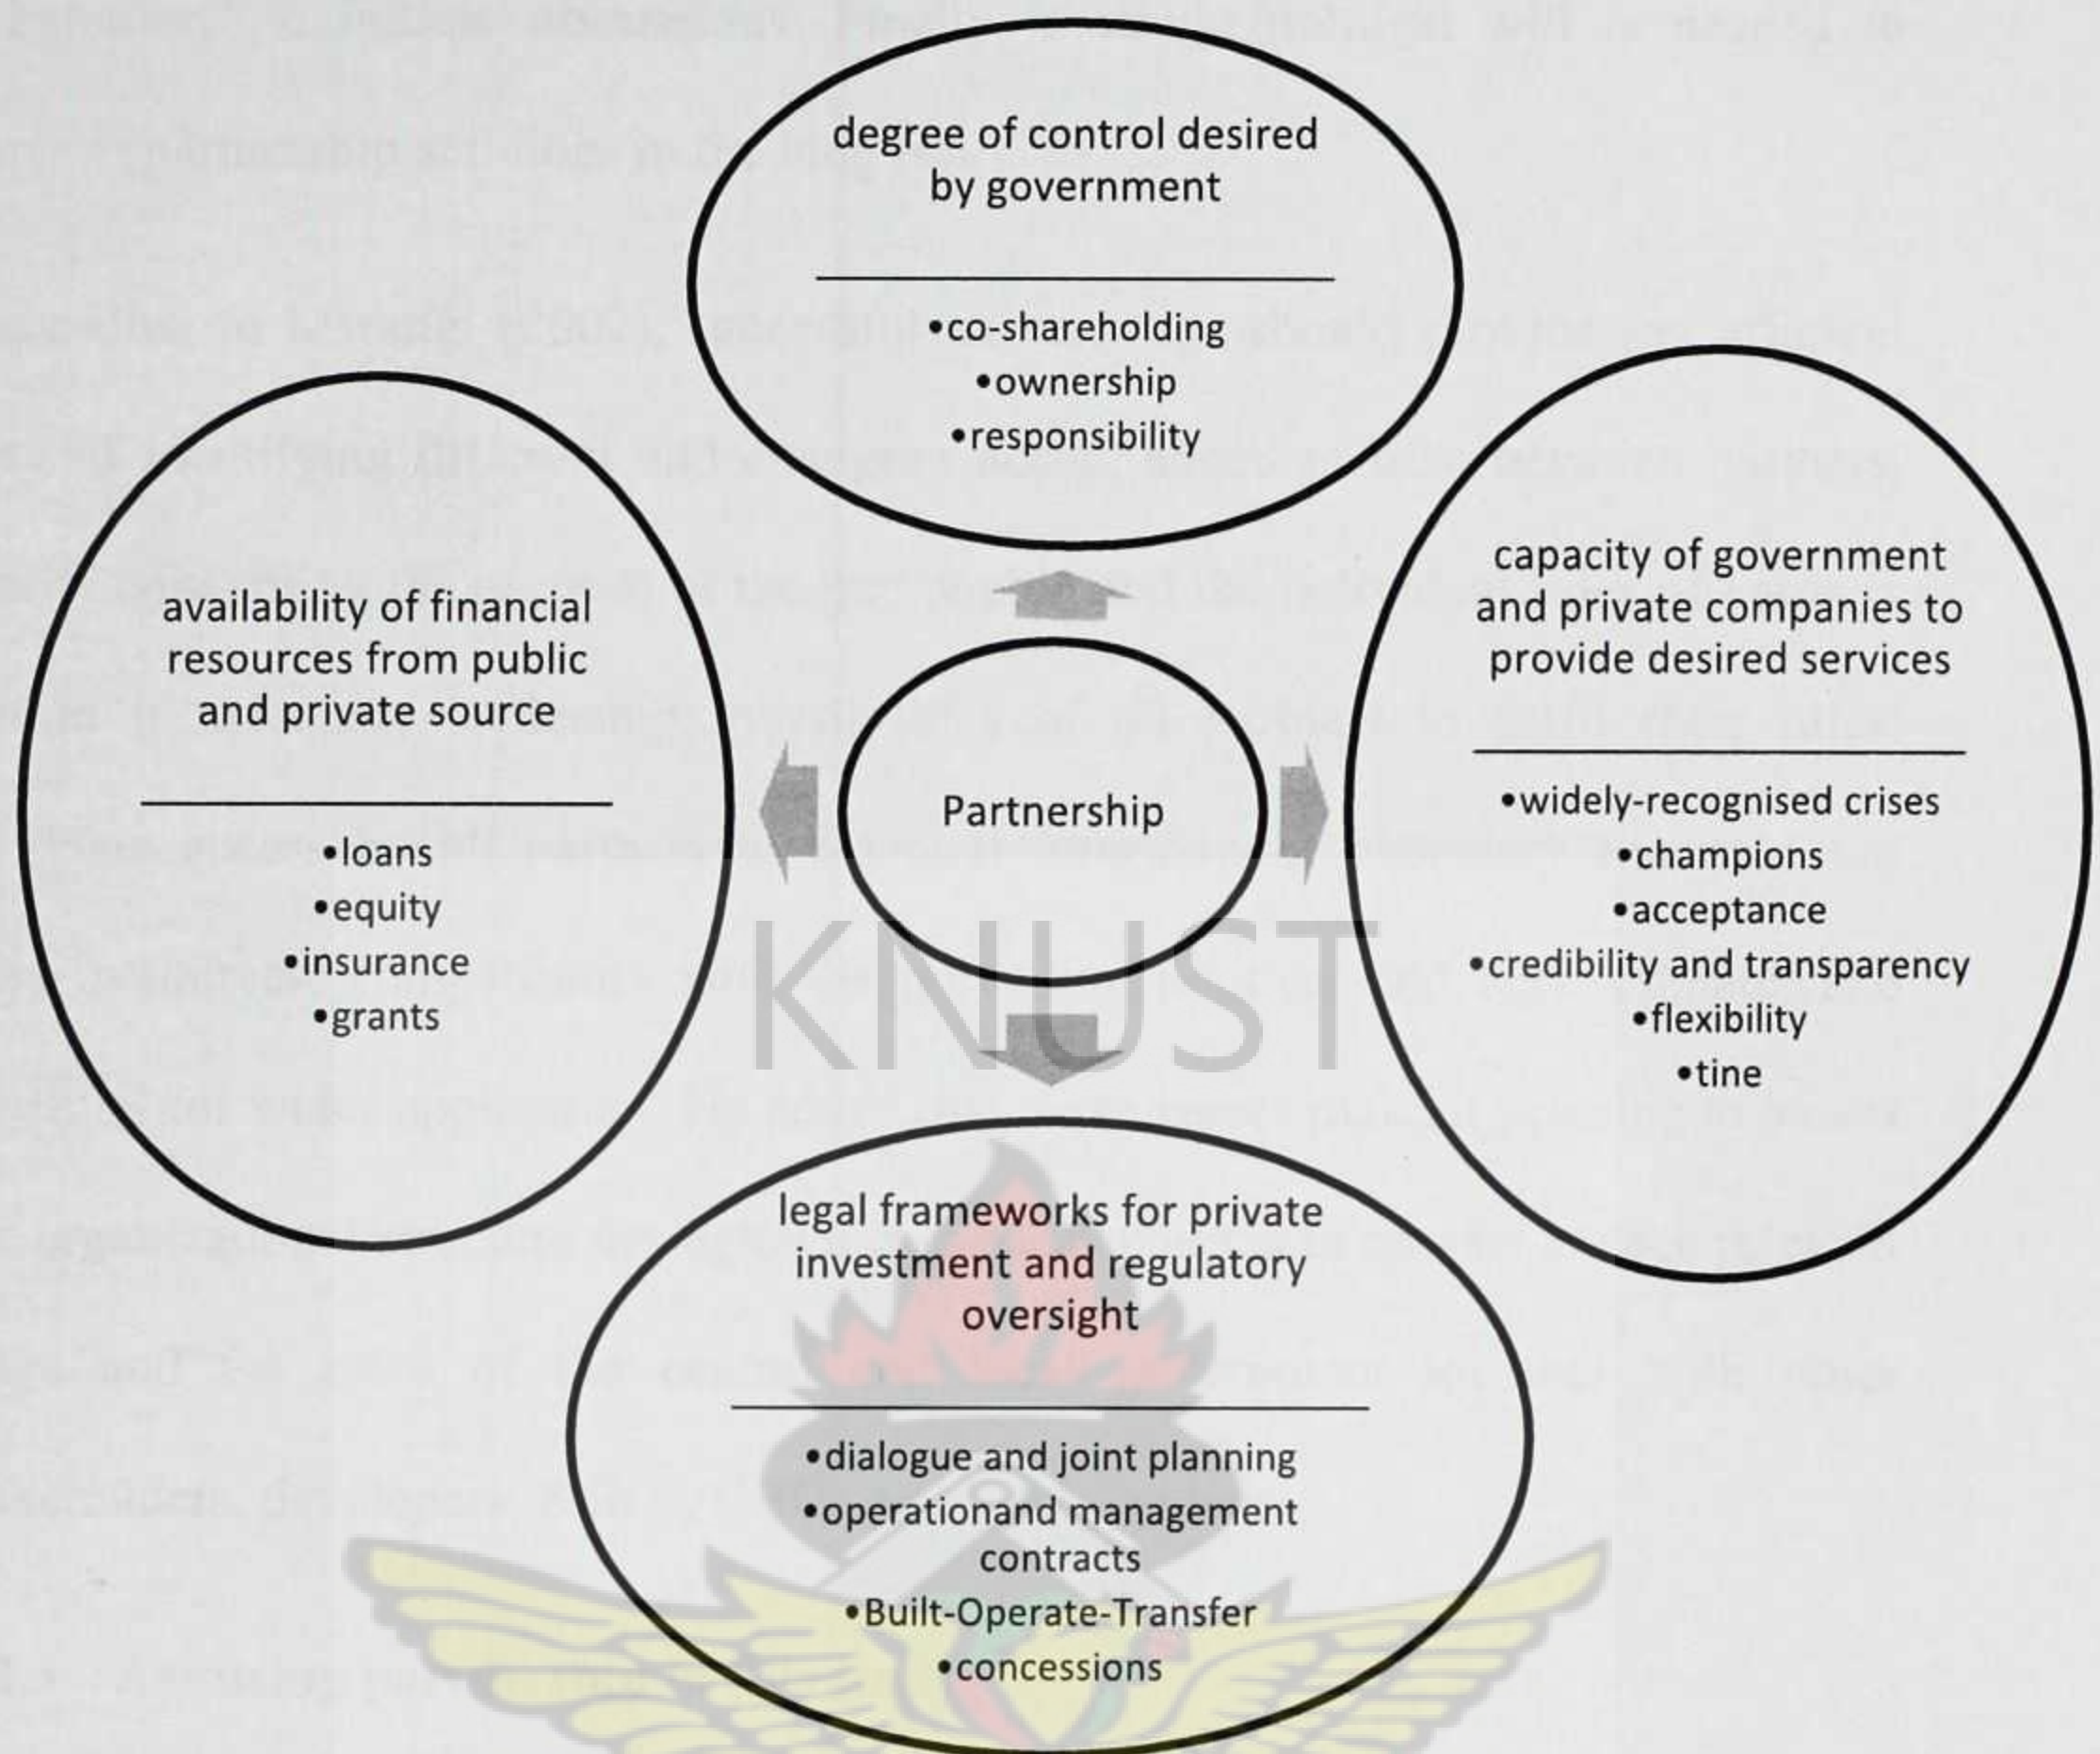 degree of control desired
by government
•co-shareholding
•ownership
•responsibility
availability of financial
resources from public
and private source
•loans
•equity
•insurance
•grants
Partnership
capacity of government
and private companies to
provide desired services
•widely-recognised crises
•champions
•acceptance
•credibility and transparency
•flexibility
•tine
KNUST
legal frameworks for private
investment and regulatory
oversight
•dialogue and joint planning
•operationand management
contracts
•Built-Operate-Transfer
•concessions